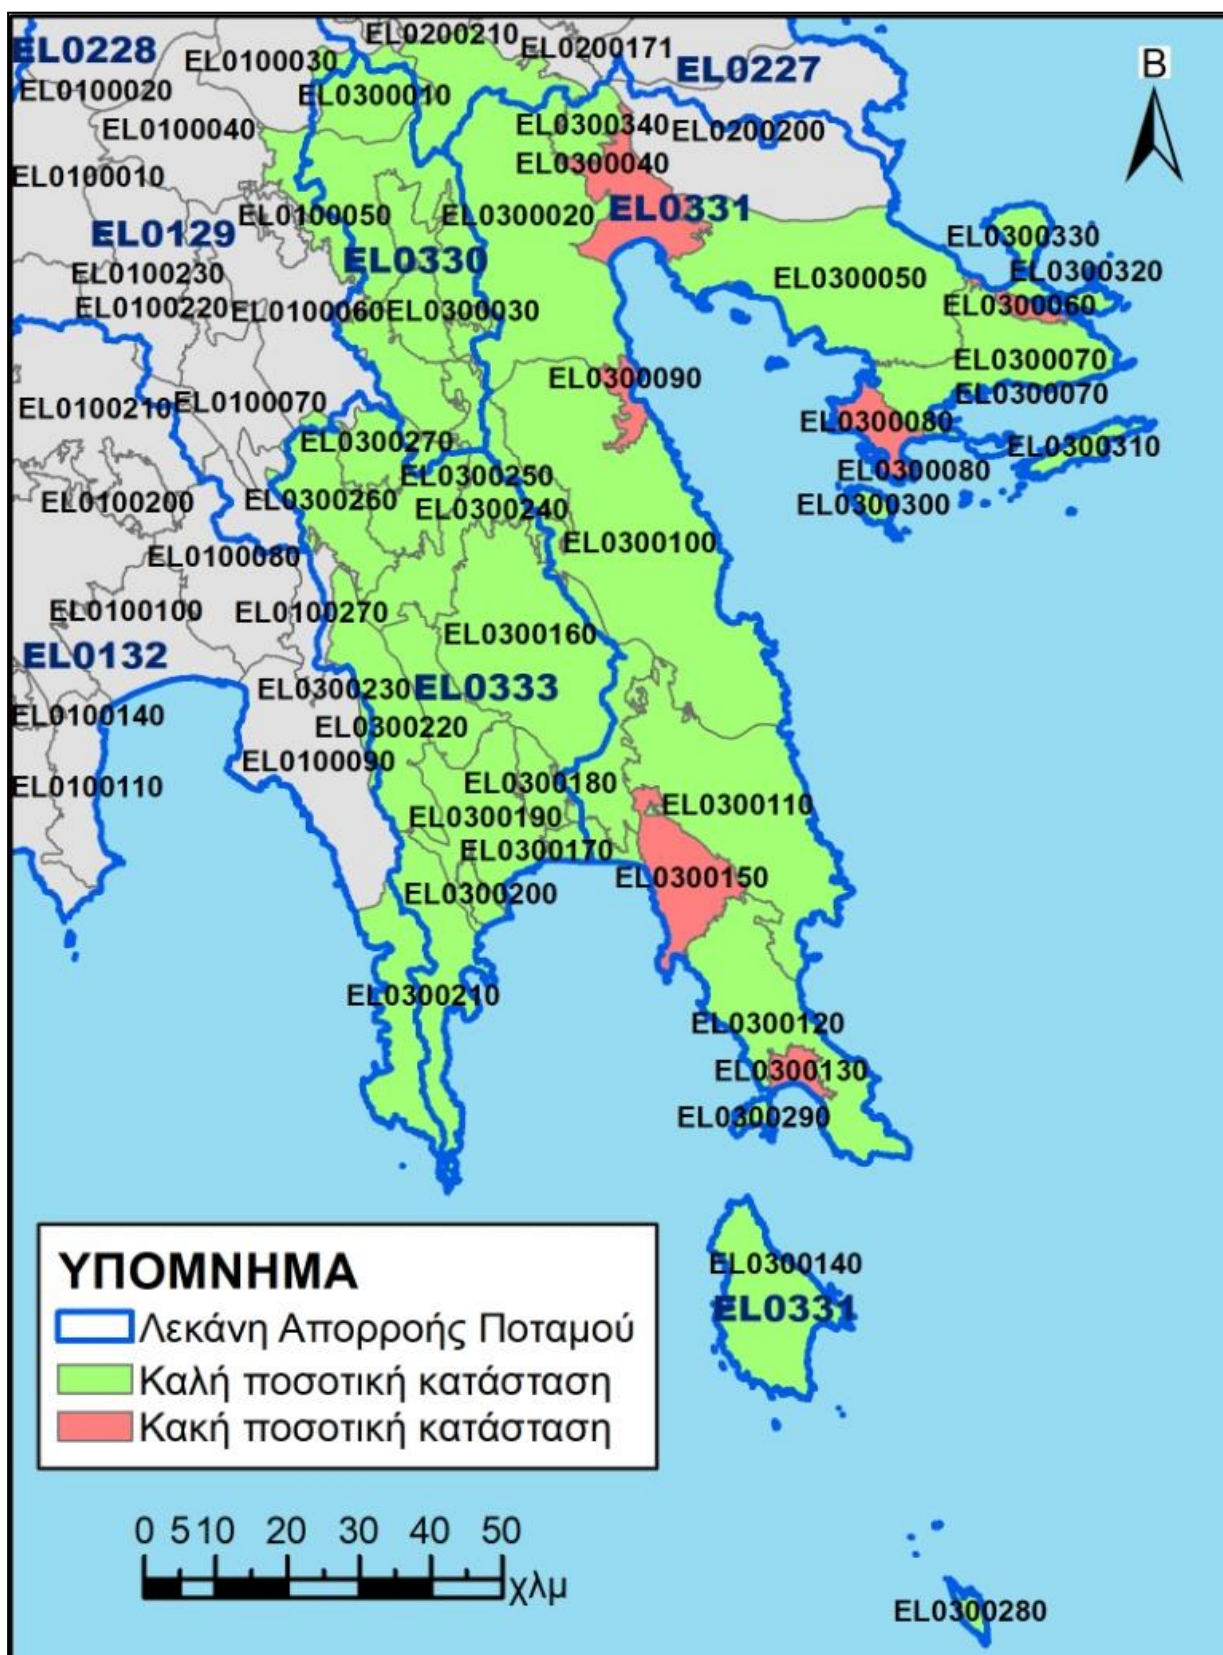 EL0200210
EL0200171
EL0228
EL0100030
EL0227
B
EL0100020
EL0300010
EL0100040
EL0300340
EL0200200
EL0300040
EL0100010
EL0100050
EL0300020
EL0331
EL0129
EL0300330
EL0330
EL0100230
EL0300050
EL0300320
EL0100220
EL0100060
EL0300030
EL0300060
EL0300070
EL0300090
EL0300070
EL0100210
EL0100070
EL0300080
EL0300270
EL0300310
EL0300250
EL0300080
EL0100200
EL0300260
EL0300240
EL0300300
EL0300100
EL0100080
EL0100100
EL0100270
EL0300160
EL0132
EL0300230
EL0333
EL0100140
EL0300220
EL0100090
EL0100110
EL0300180
EL0300110
EL0300190
EL0300170
EL0300150
EL0300200
EL0300210
EL0300120
EL0300130
EL0300290
EL0300140
EL0331
ΥΠΟΜΝΗΜΑ
Λεκάνη Απορροής Ποταμού
Καλή ποσοτική κατάσταση
Κακή ποσοτική κατάσταση
0 5 10 20 30 40 50
χλμ
EL0300280